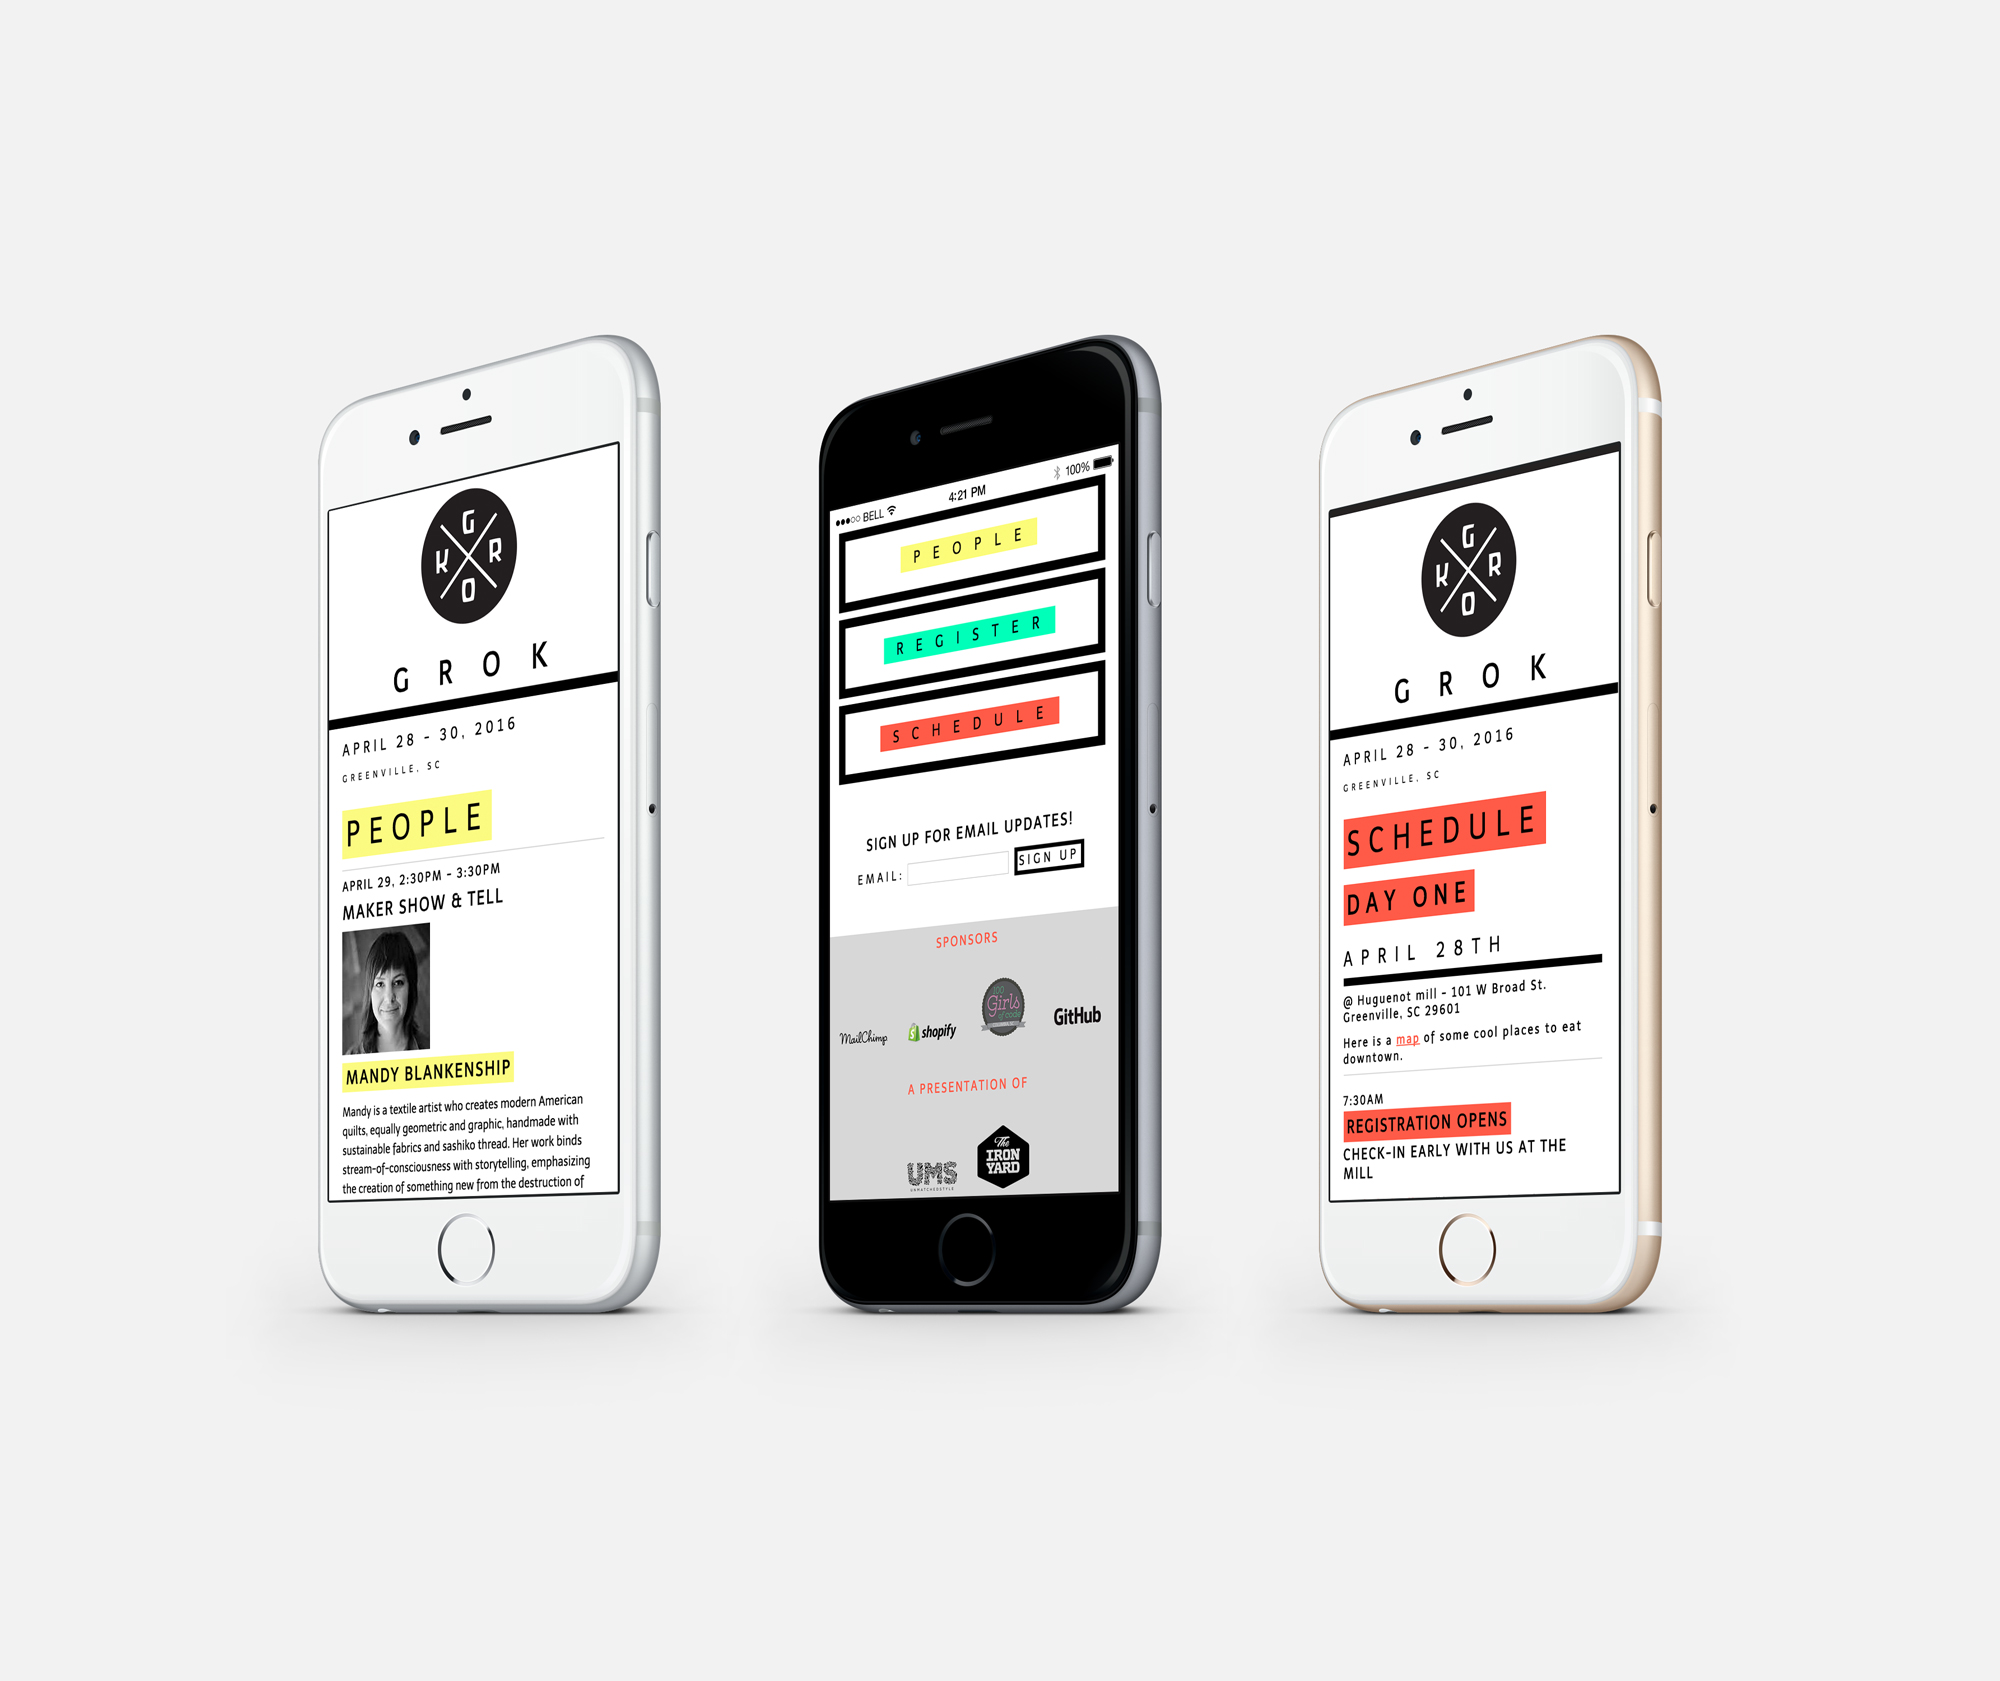 G
K R
O
GROK
APRIL 28 – 30, 2016
GREENVILLE, SC
PEOPLE
APRIL 29, 2:30PM – 3:30PM
MAKER SHOW & TELL
MANDY BLANKENSHIP
Mandy is a textile artist who creates modern American
quilts, equally geometric and graphic, handmade with
sustainable fabrics and sashiko thread. Her work binds
stream-of-consciousness with storytelling, emphasizing
the creation of something new from the destruction of
BELL 4:21 PM 100%
PEOPLE
REGISTER
SCHEDULE
SIGN UP FOR EMAIL UPDATES!
EMAIL: SIGN UP
SPONSORS
MailChimp shopify 100 Girls of code GitHub
A PRESENTATION OF
UMS
UNMATCHEDSTYLE
The
IRON
YARD
G
K R
O
GROK
APRIL 28 – 30, 2016
GREENVILLE, SC
SCHEDULE
DAY ONE
APRIL 28TH
@ Huguenot mill – 101 W Broad St.
Greenville, SC 29601
Here is a map of some cool places to eat
downtown.
7:30AM
REGISTRATION OPENS
CHECK-IN EARLY WITH US AT THE
MILL